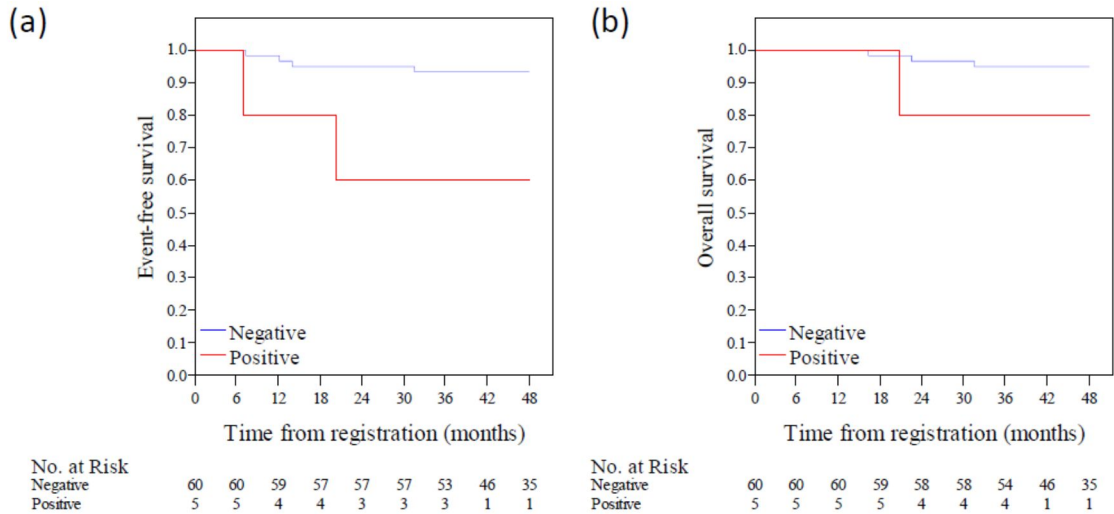 (a)
Event-free survival
1.0
0.9
0.8
0.7
0.6
0.5
0.4
0.3
0.2
0.1
0.0
Negative
Positive
0 6 12 18 24 30 36 42 48
Time from registration (months)
No. at Risk
Negative 60 60 59 57 57 57 53 46 35
Positive 5 5 4 4 3 3 3 1 1
(b)
Overall survival
1.0
0.9
0.8
0.7
0.6
0.5
0.4
0.3
0.2
0.1
0.0
Negative
Positive
0 6 12 18 24 30 36 42 48
Time from registration (months)
No. at Risk
Negative 60 60 60 59 58 58 54 46 35
Positive 5 5 5 5 4 4 4 1 1